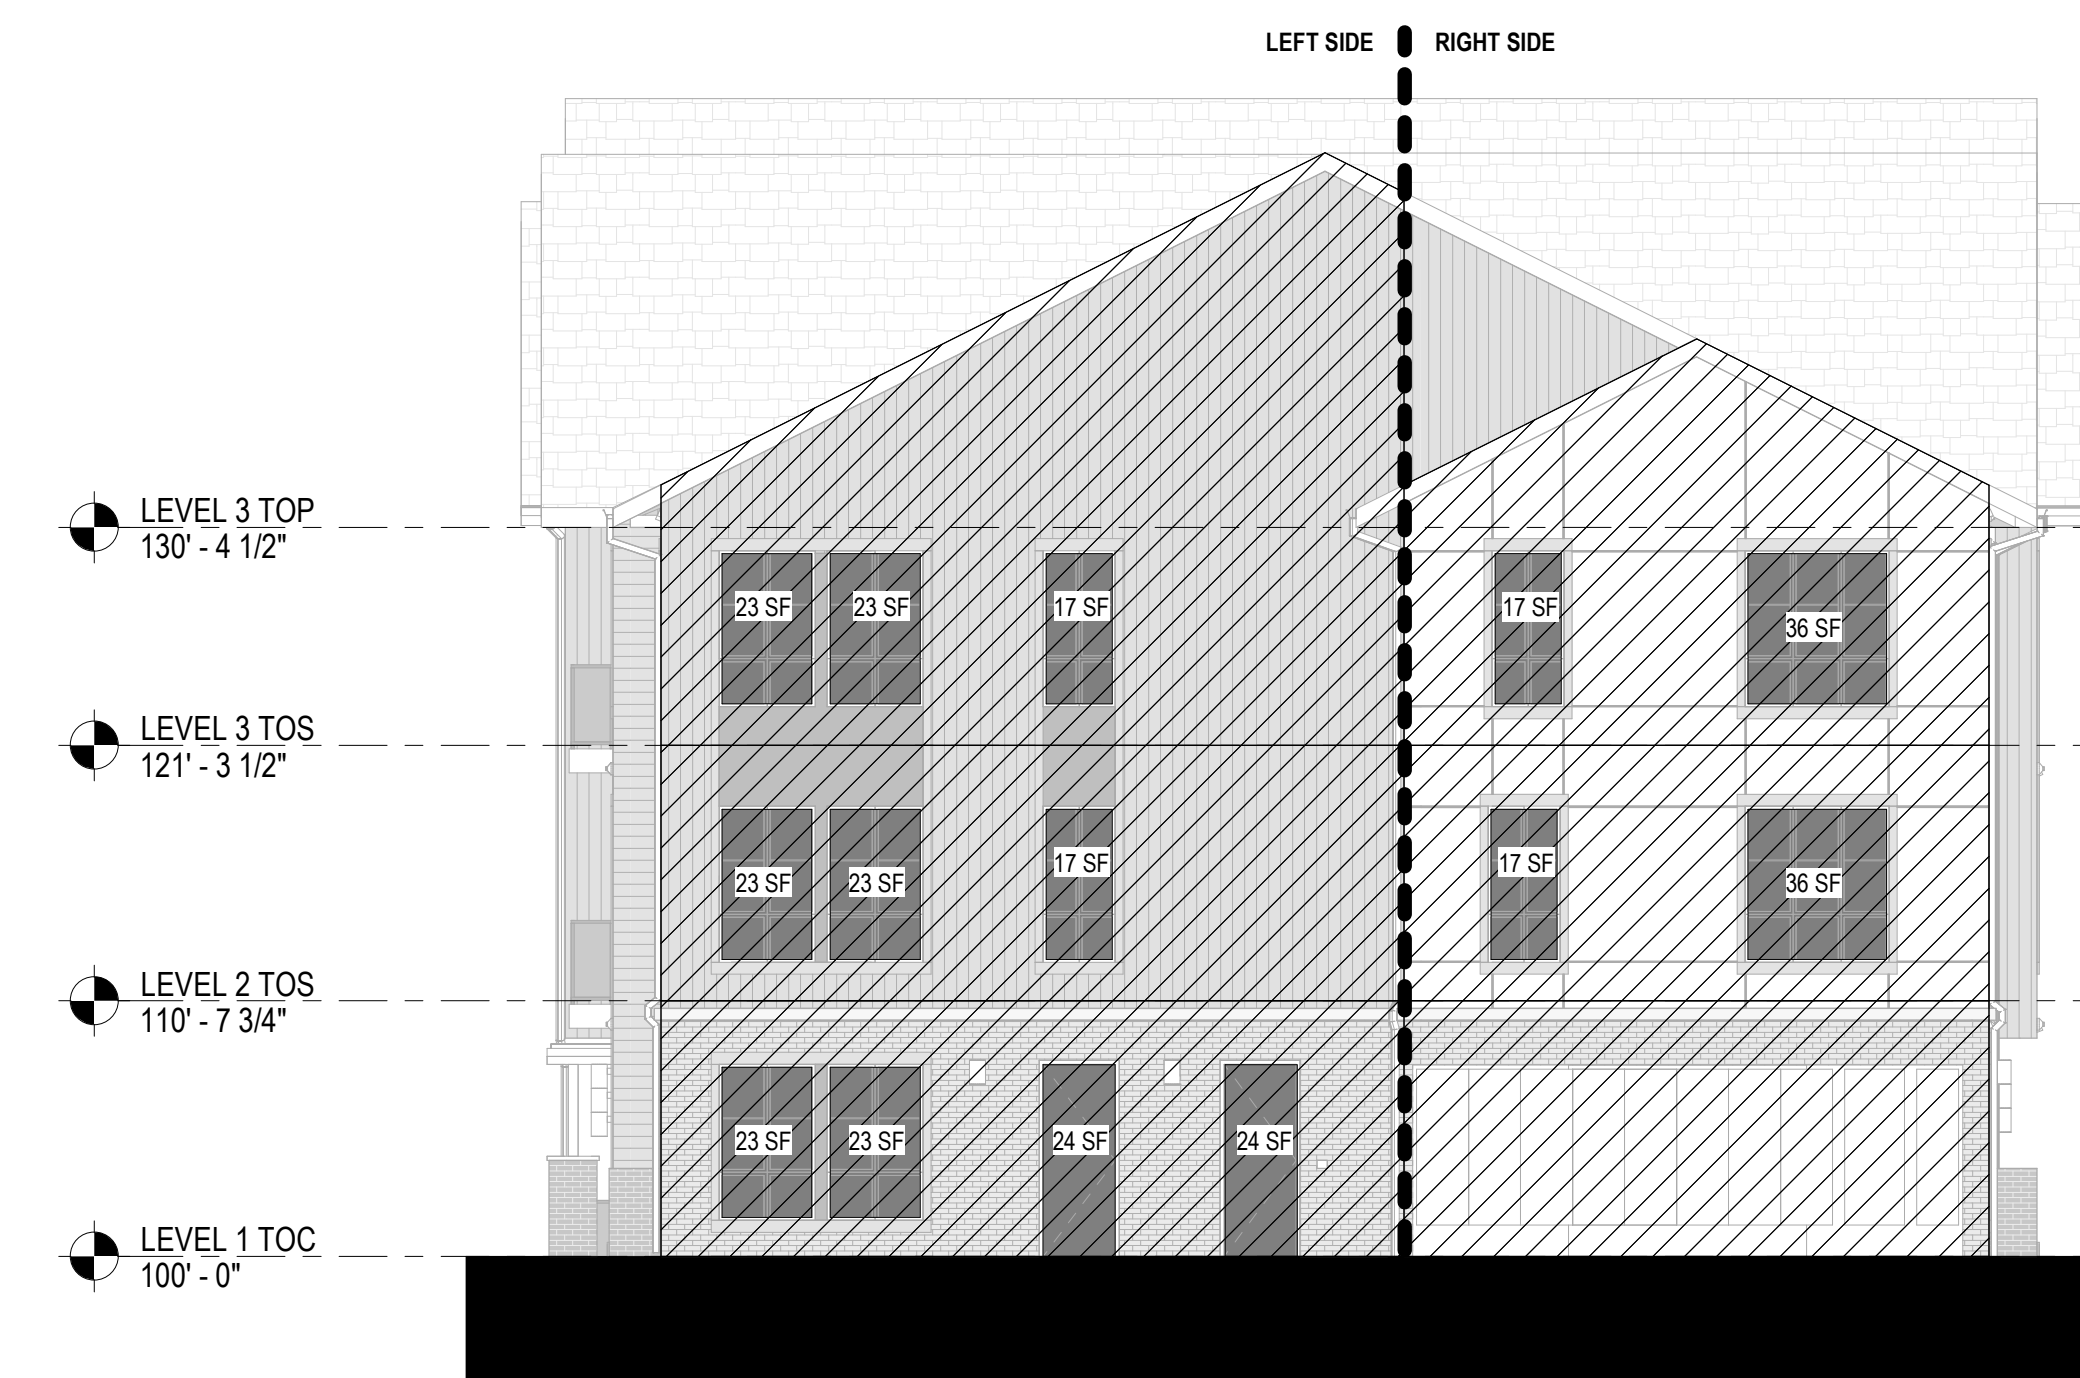 LEFT SIDE RIGHT SIDE
LEVEL 3 TOP
130' - 4 1/2"
23 SF 23 SF 17 SF 17 SF 36 SF
LEVEL 3 TOS
121' - 3 1/2"
23 SF 23 SF 17 SF 17 SF 36 SF
LEVEL 2 TOS
110' - 7 3/4"
23 SF 23 SF 24 SF 24 SF
LEVEL 1 TOC
100' - 0"